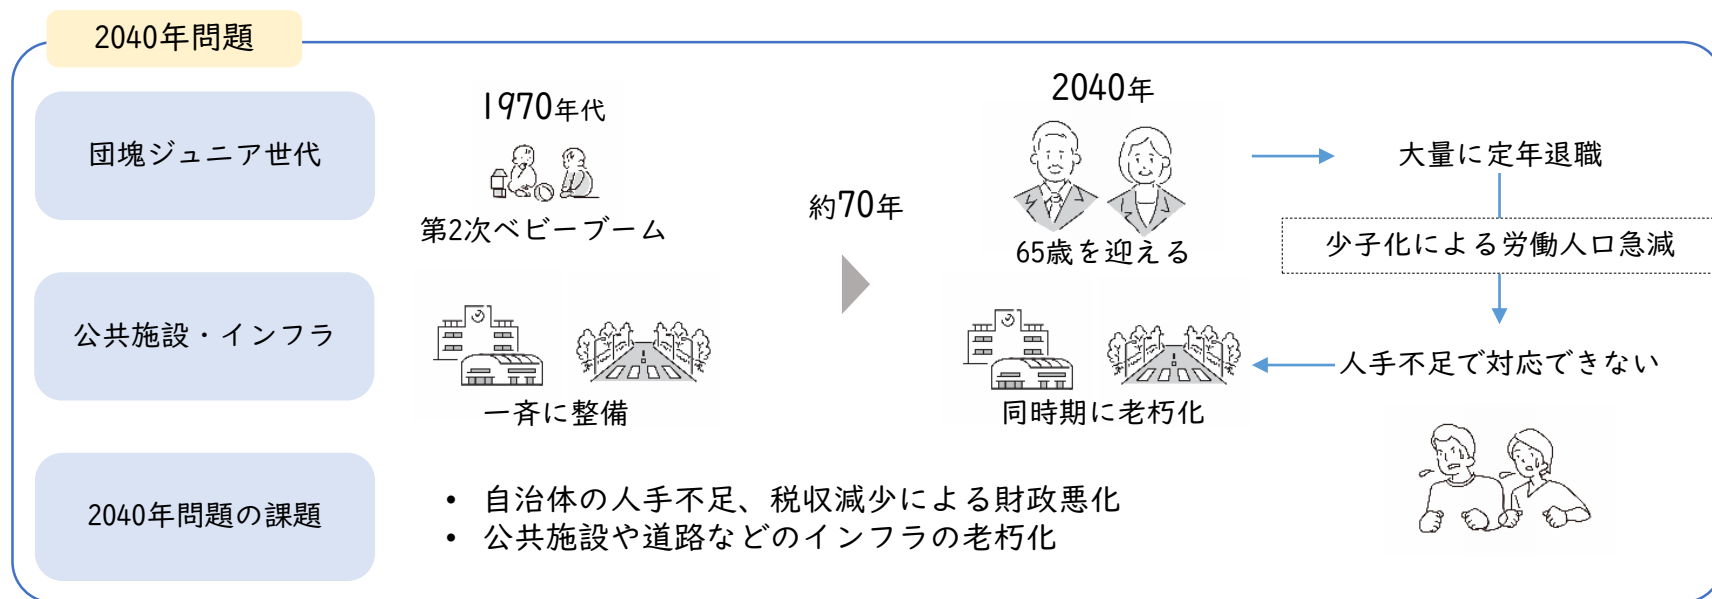 2040年問題
団塊ジュニア世代
1970年代
第2次ベビーブーム
約70年
2040年
65歳を迎える
大量に定年退職
少子化による労働人口急減
公共施設・インフラ
一斉に整備
同時期に老朽化
人手不足で対応できない
2040年問題の課題
• 自治体の人手不足、税収減少による財政悪化
• 公共施設や道路などのインフラの老朽化